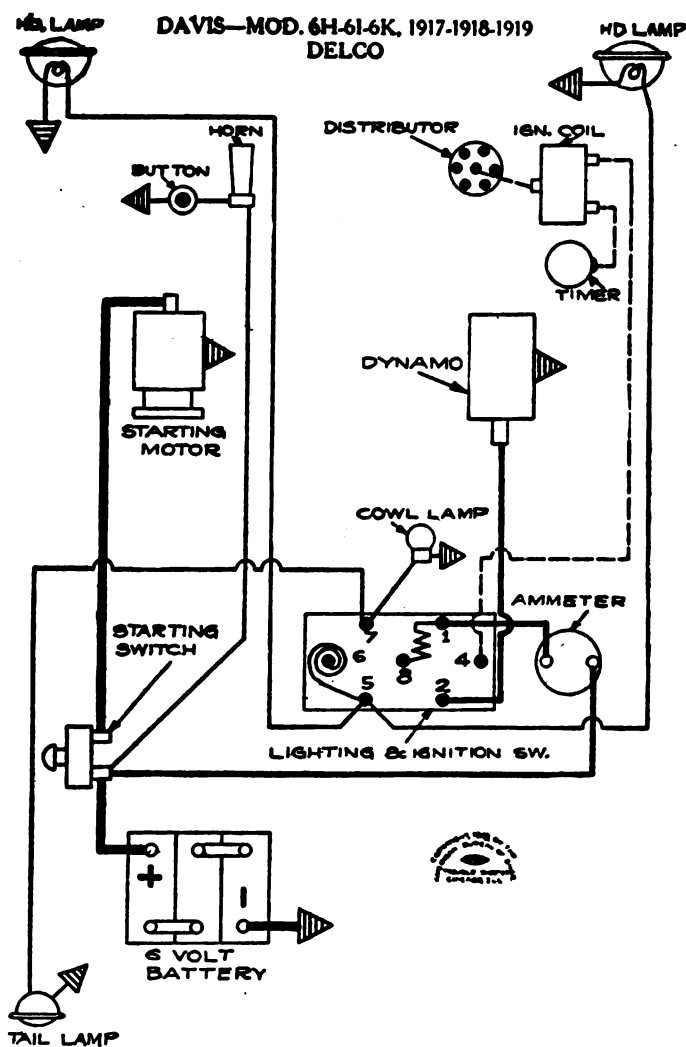 DAVIS—MOD. 6H-61-6K, 1917-1918-1919
DELCO
HD. LAMP
HD LAMP
HORN
DISTRIBUTOR
IGN. COIL
BUTTON
TIMER
DYNAMO
STARTING
MOTOR
COWL LAMP
AMMETER
STARTING
SWITCH
7
1
6
3
4
5
2
LIGHTING & IGNITION SW.
+
-
6 VOLT
BATTERY
TAIL LAMP